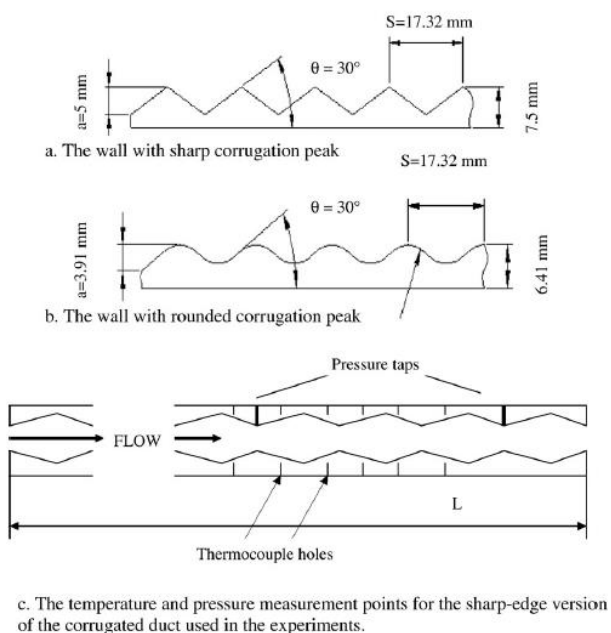 S=17.32 mm
θ = 30°
a=5 mm
7.5 mm
a. The wall with sharp corrugation peak
S=17.32 mm
θ = 30°
a=3.91 mm
6.41 mm
b. The wall with rounded corrugation peak
Pressure taps
FLOW
L
Thermocouple holes
c. The temperature and pressure measurement points for the sharp-edge version
of the corrugated duct used in the experiments.